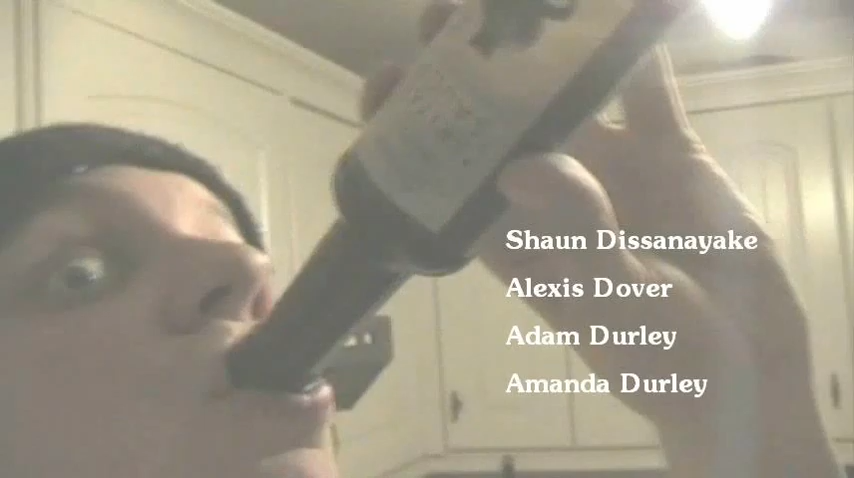 Shaun Dissanayake
Alexis Dover
Adam Durley
Amanda Durley